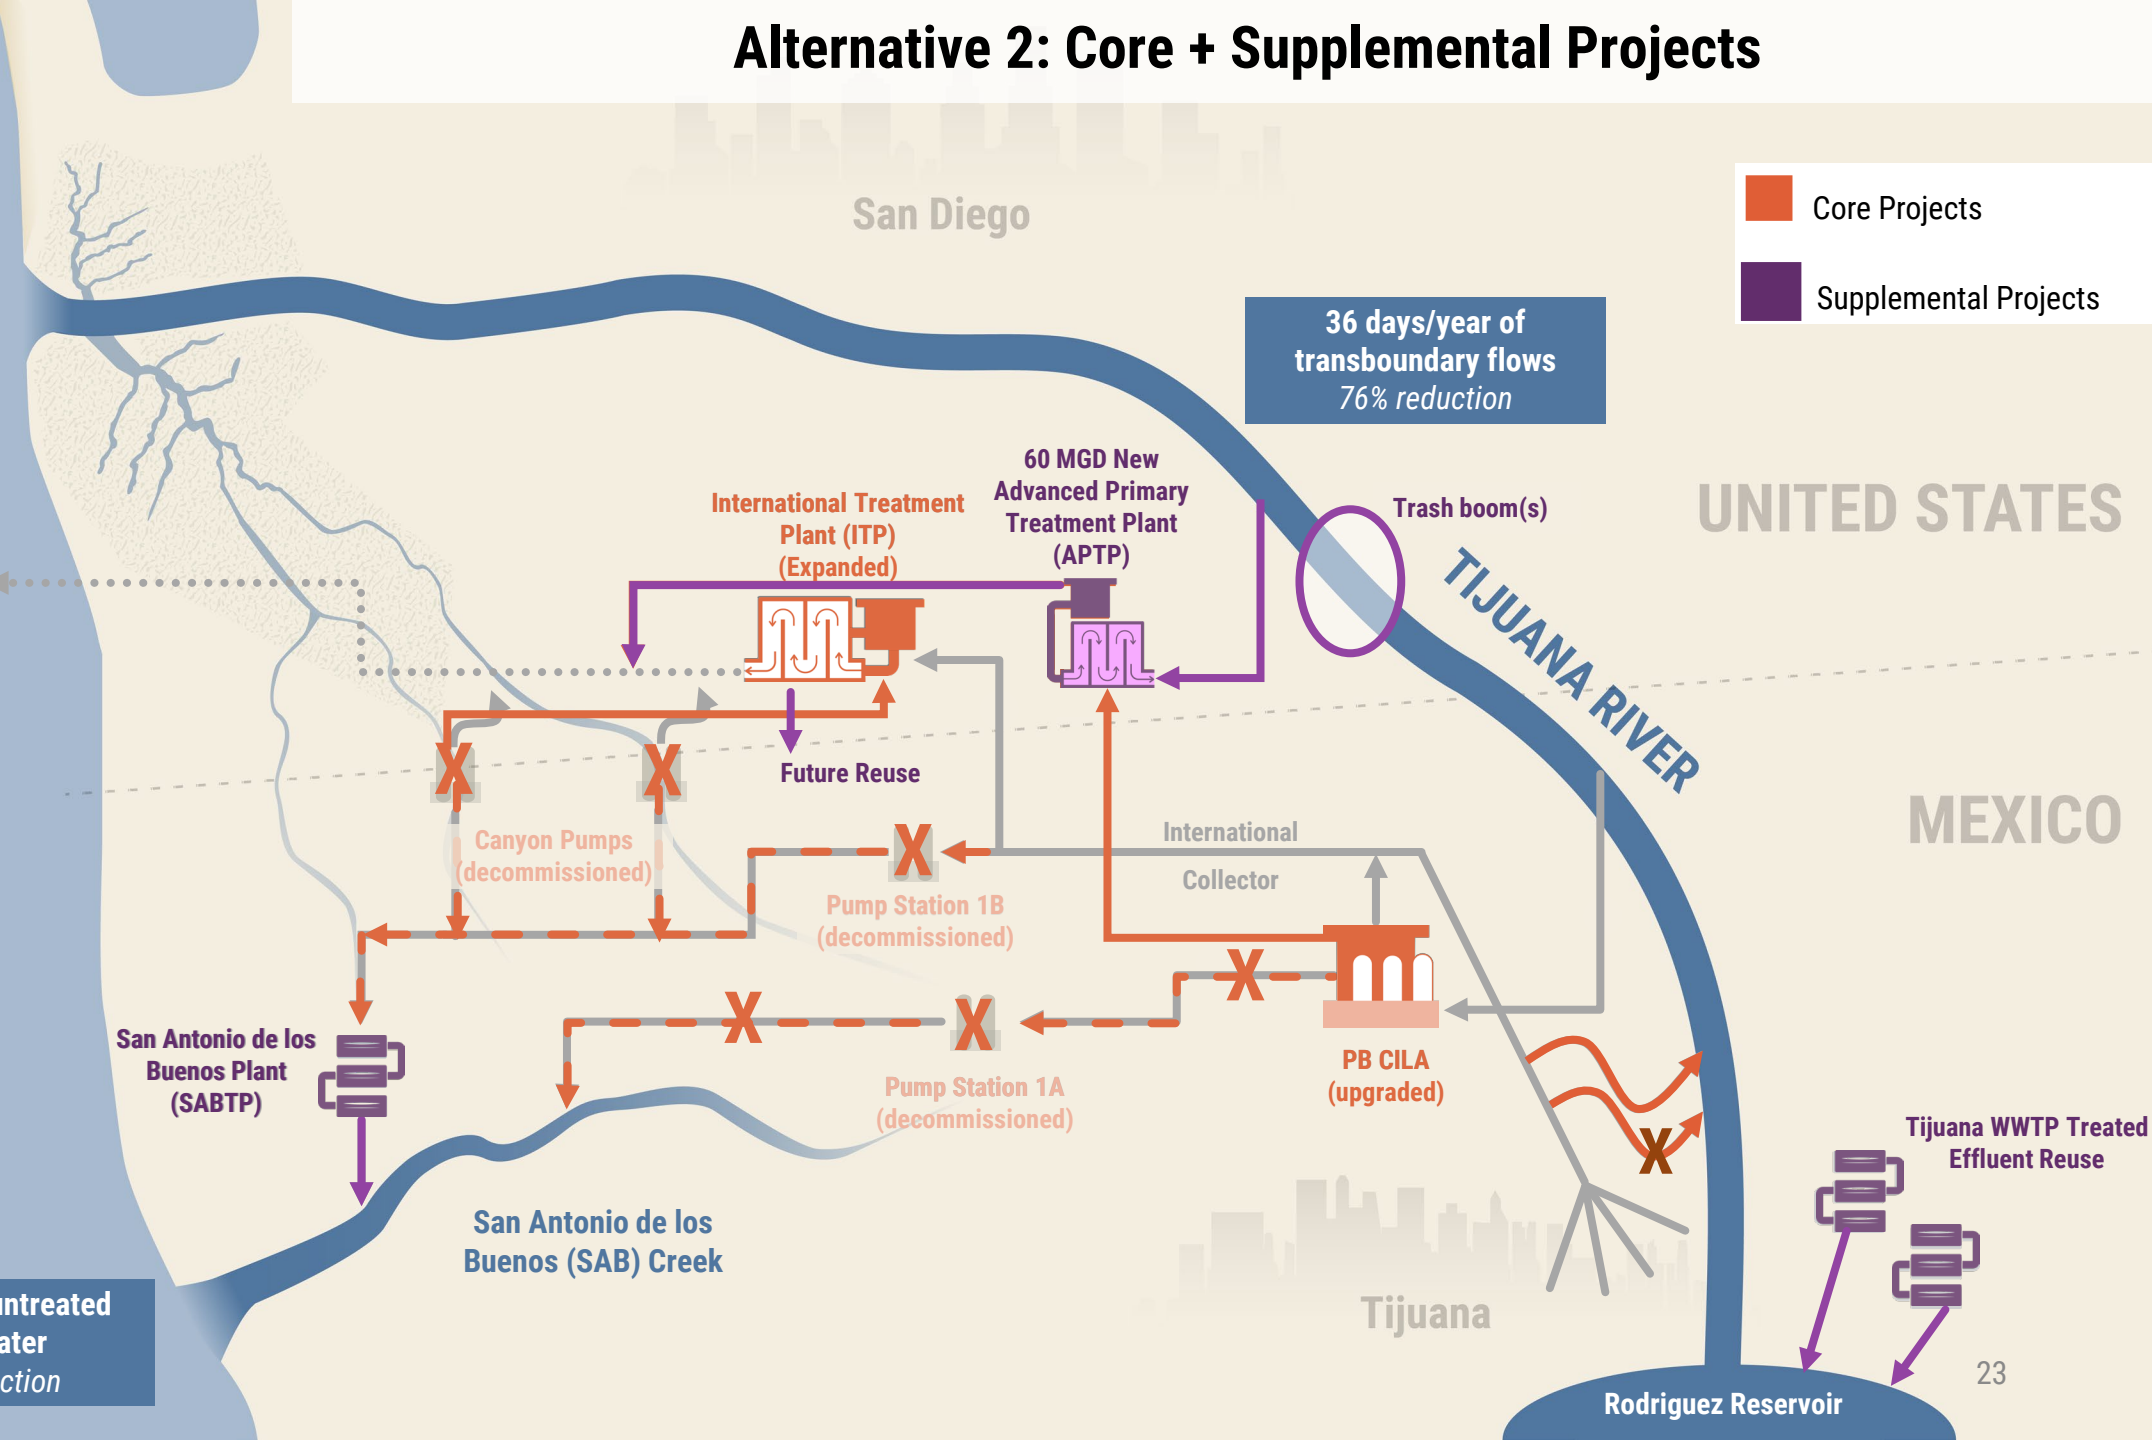 Alternative 2: Core + Supplemental Projects
San Diego
Core Projects
Supplemental Projects
36 days/year of
transboundary flows
76% reduction
60 MGD New
Advanced Primary
Treatment Plant
(APTP)
International Treatment
Plant (ITP)
(Expanded)
Trash boom(s)
UNITED STATES
TIJUANA RIVER
MEXICO
Future Reuse
Canyon Pumps
(decommissioned)
X
X
X
International
Collector
Pump Station 1B
(decommissioned)
X
X
X
San Antonio de los
Buenos Plant
(SABTP)
Pump Station 1A
(decommissioned)
PB CILA
(upgraded)
X
Tijuana WWTP Treated
Effluent Reuse
San Antonio de los
Buenos (SAB) Creek
Tijuana
23
Rodriguez Reservoir